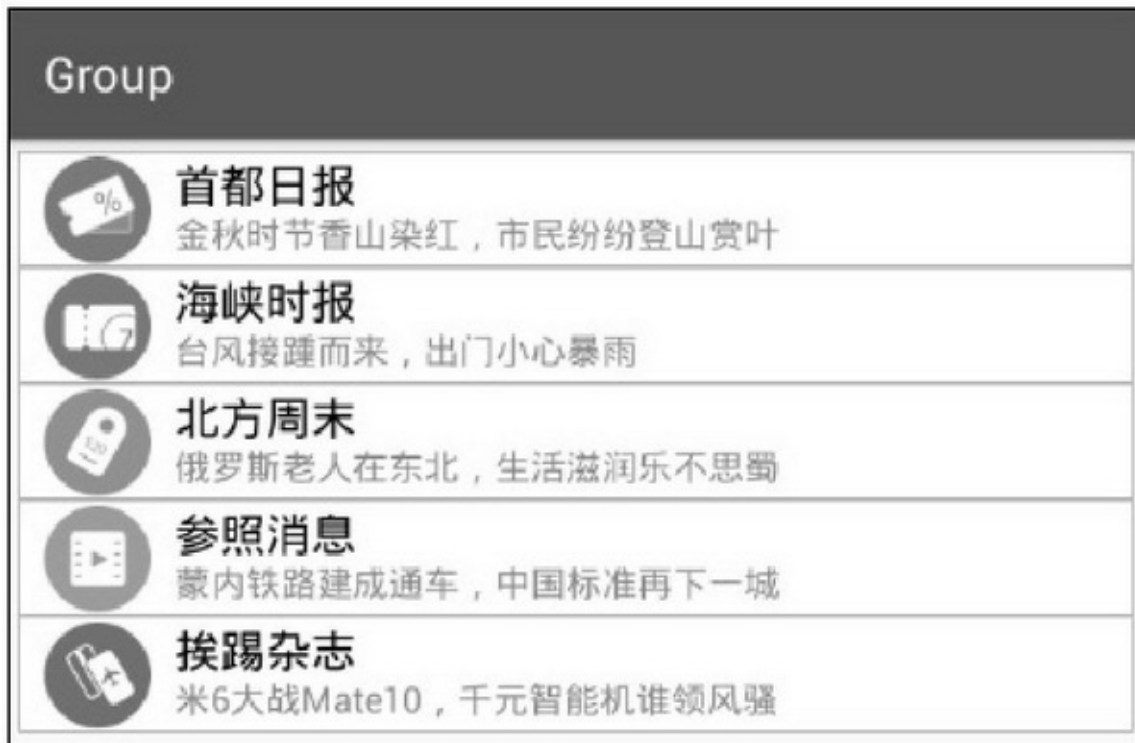 Group
首都日报
金秋时节香山染红，市民纷纷登山赏叶
海峡时报
台风接踵而来，出门小心暴雨
北方周末
俄罗斯老人在东北，生活滋润乐不思蜀
参照消息
蒙内铁路建成通车，中国标准再下一城
挨踢杂志
米6大战Mate10，千元智能机谁领风骚